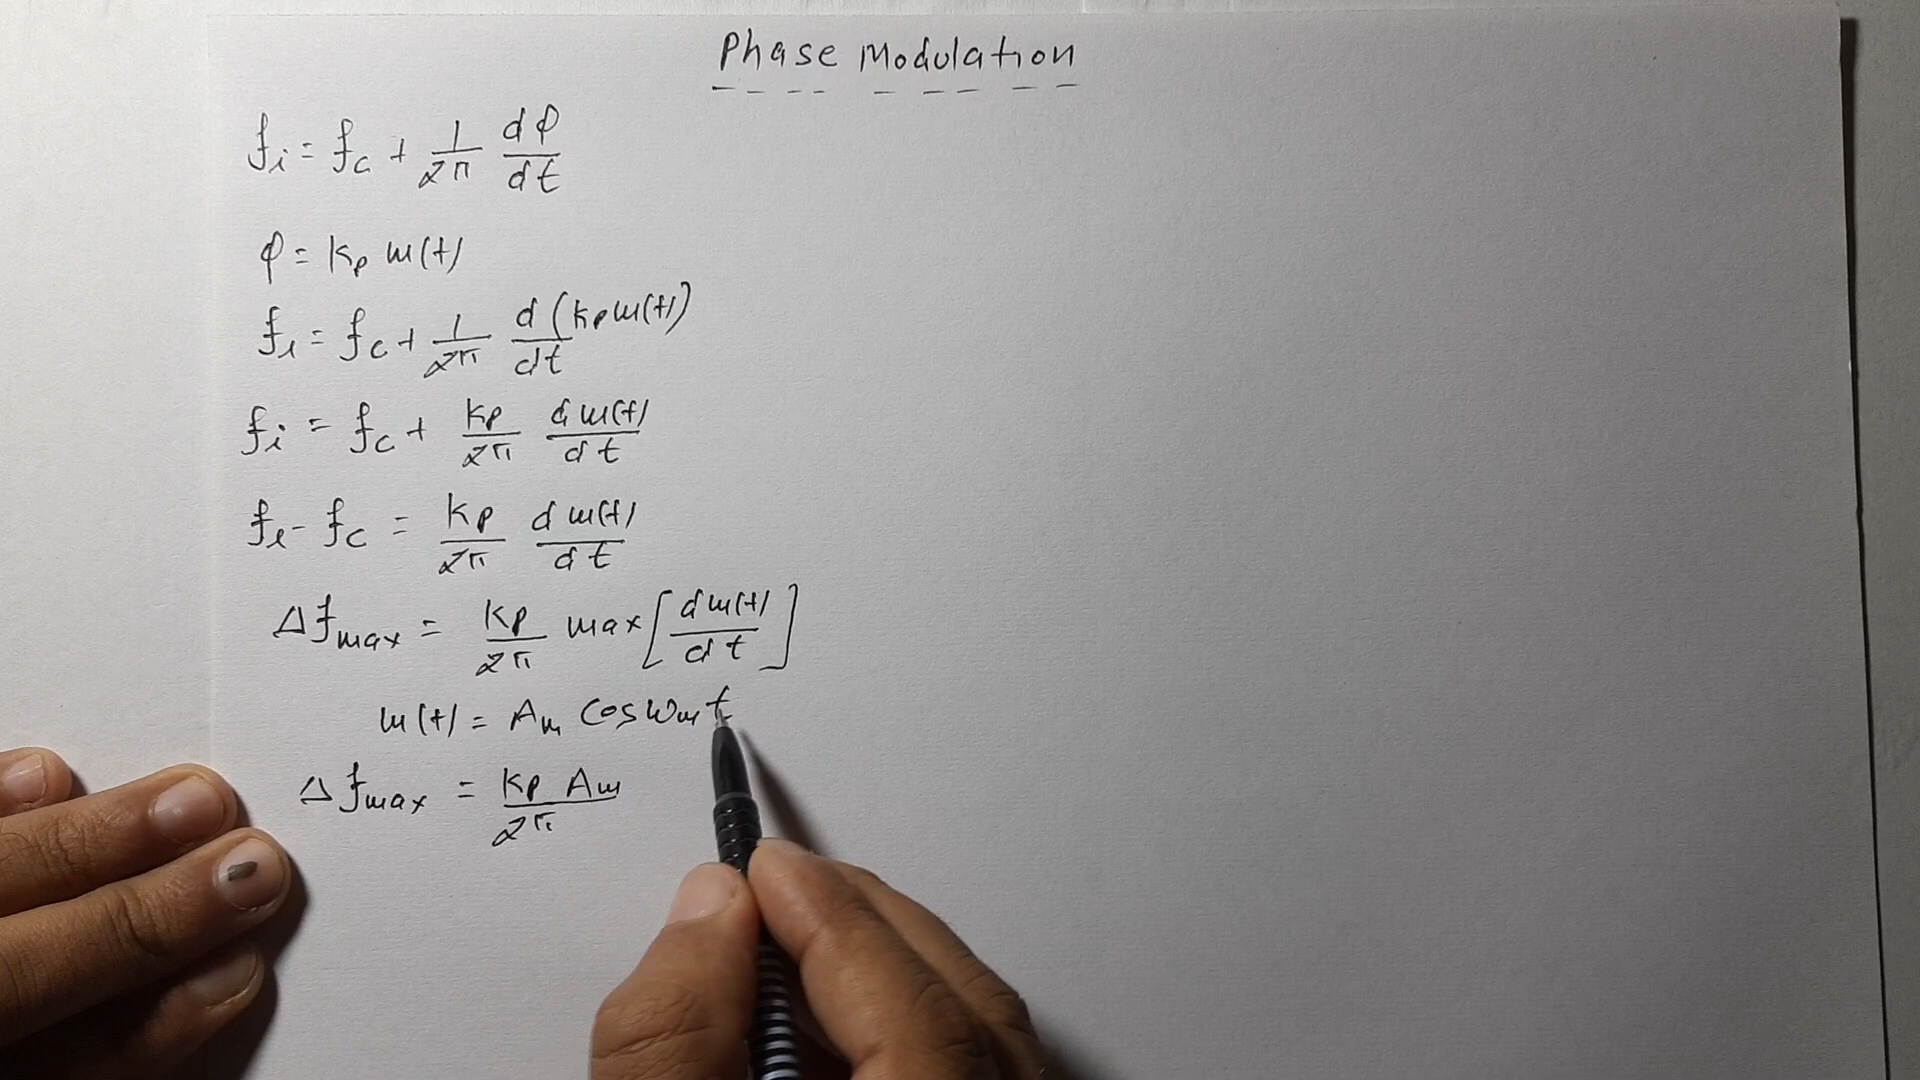 Phase Modulation
fi = fc + 1/2π dφ/dt
φ = kp m(t)
fi = fc + 1/2π d(kp m(t))/dt
fi = fc + kp/2π dm(t)/dt
fi - fc = kp/2π dm(t)/dt
Δfmax = kp/2π max[dm(t)/dt]
m(t) = Am cos ωmt
Δfmax = kp Am/2π